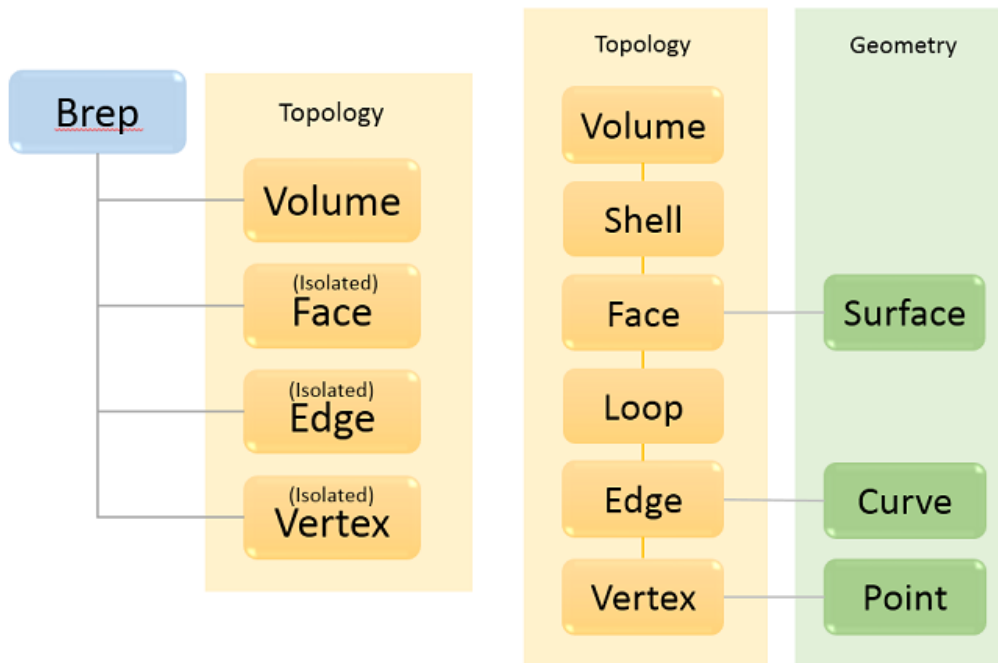 Brep
Topology
Volume
(Isolated)
Face
(Isolated)
Edge
(Isolated)
Vertex
Topology
Volume
Shell
Face
Loop
Edge
Vertex
Geometry
Surface
Curve
Point